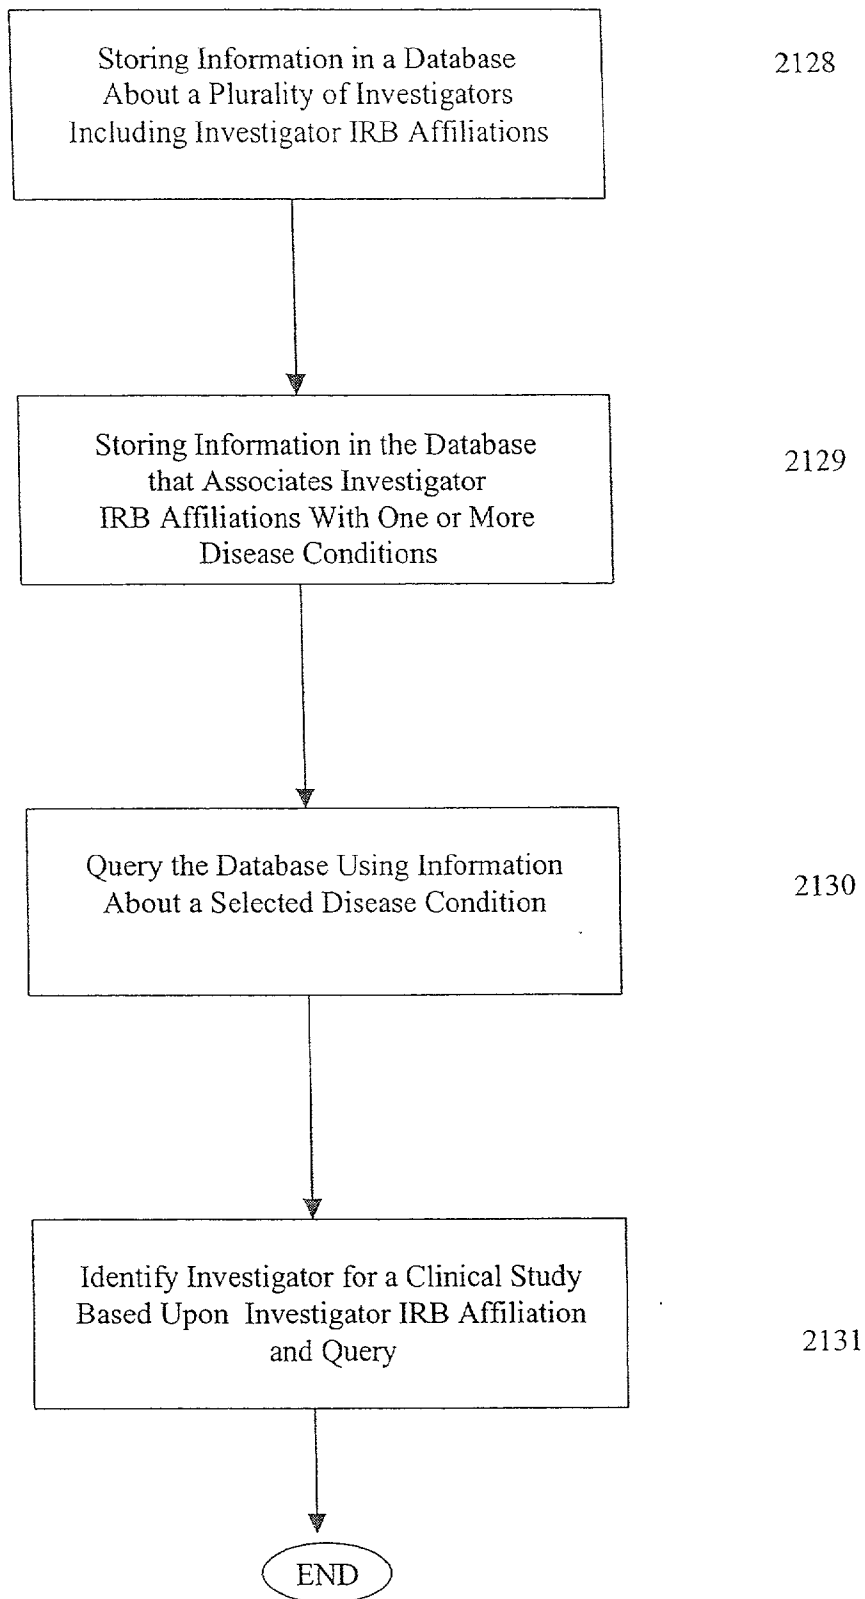 Storing Information in a Database
About a Plurality of Investigators
Including Investigator IRB Affiliations
2128
Storing Information in the Database
that Associates Investigator
IRB Affiliations With One or More
Disease Conditions
2129
Query the Database Using Information
About a Selected Disease Condition
2130
Identify Investigator for a Clinical Study
Based Upon Investigator IRB Affiliation
and Query
2131
END